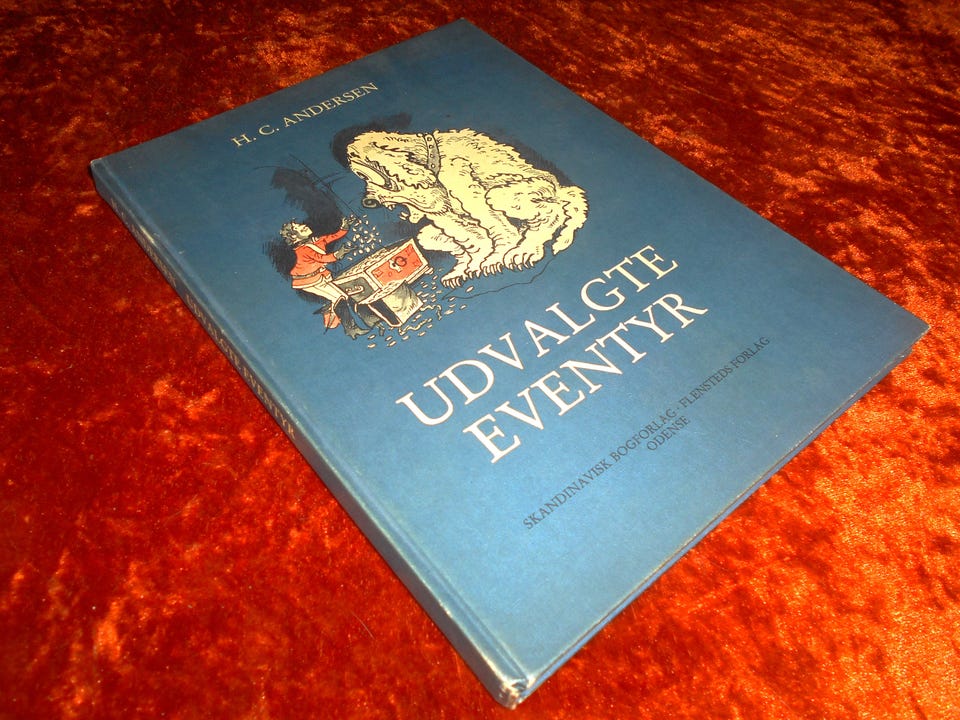 H. C. ANDERSEN
UDVALGTE
EVENTYR
SKANDINAVISK BOGFORLAG · FLENSTEDS FORLAG
ODENSE